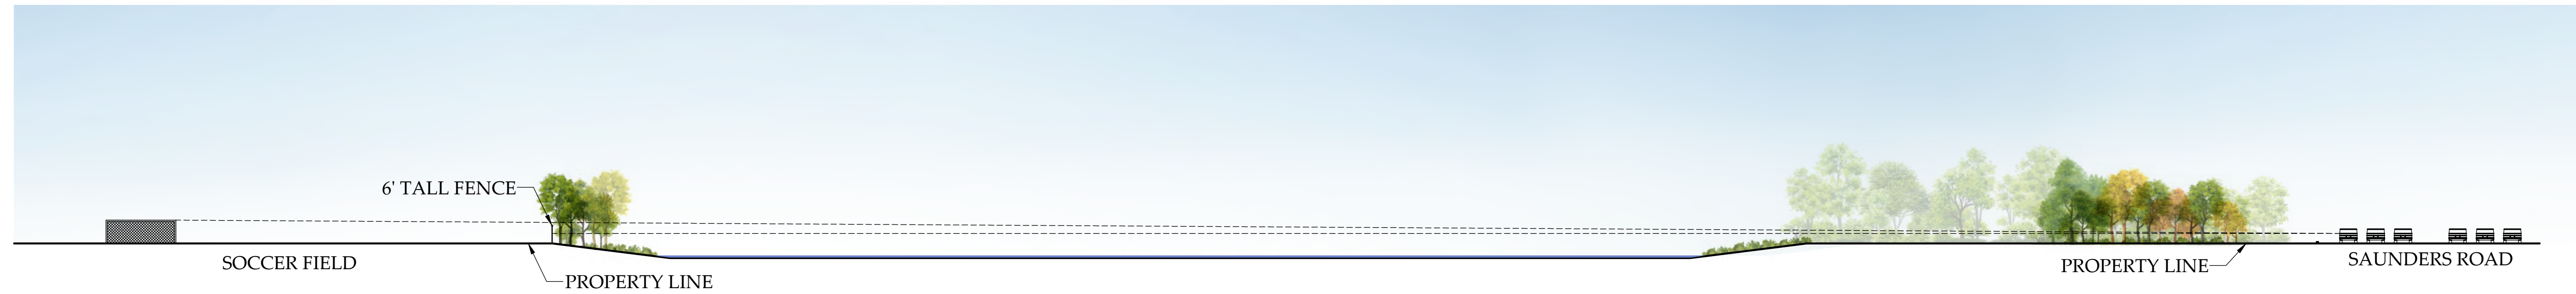 6' TALL FENCE
SOCCER FIELD
PROPERTY LINE
PROPERTY LINE
SAUNDERS ROAD